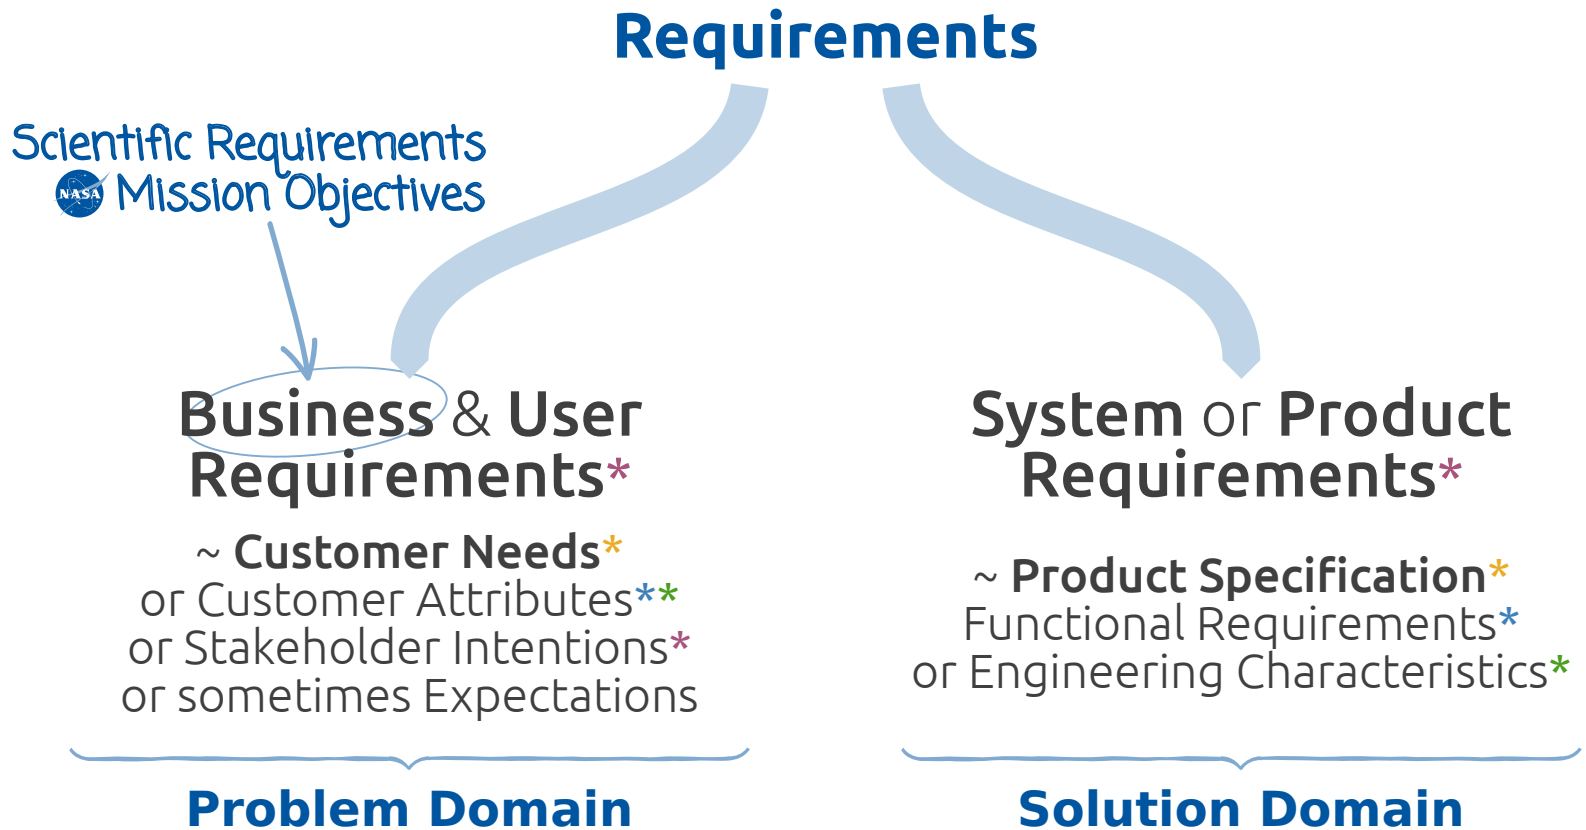 Requirements
Scientific Requirements
NASA Mission Objectives
Business & User
Requirements*
~ Customer Needs*
or Customer Attributes**
or Stakeholder Intentions*
or sometimes Expectations
Problem Domain
System or Product
Requirements*
~ Product Specification*
Functional Requirements*
or Engineering Characteristics*
Solution Domain